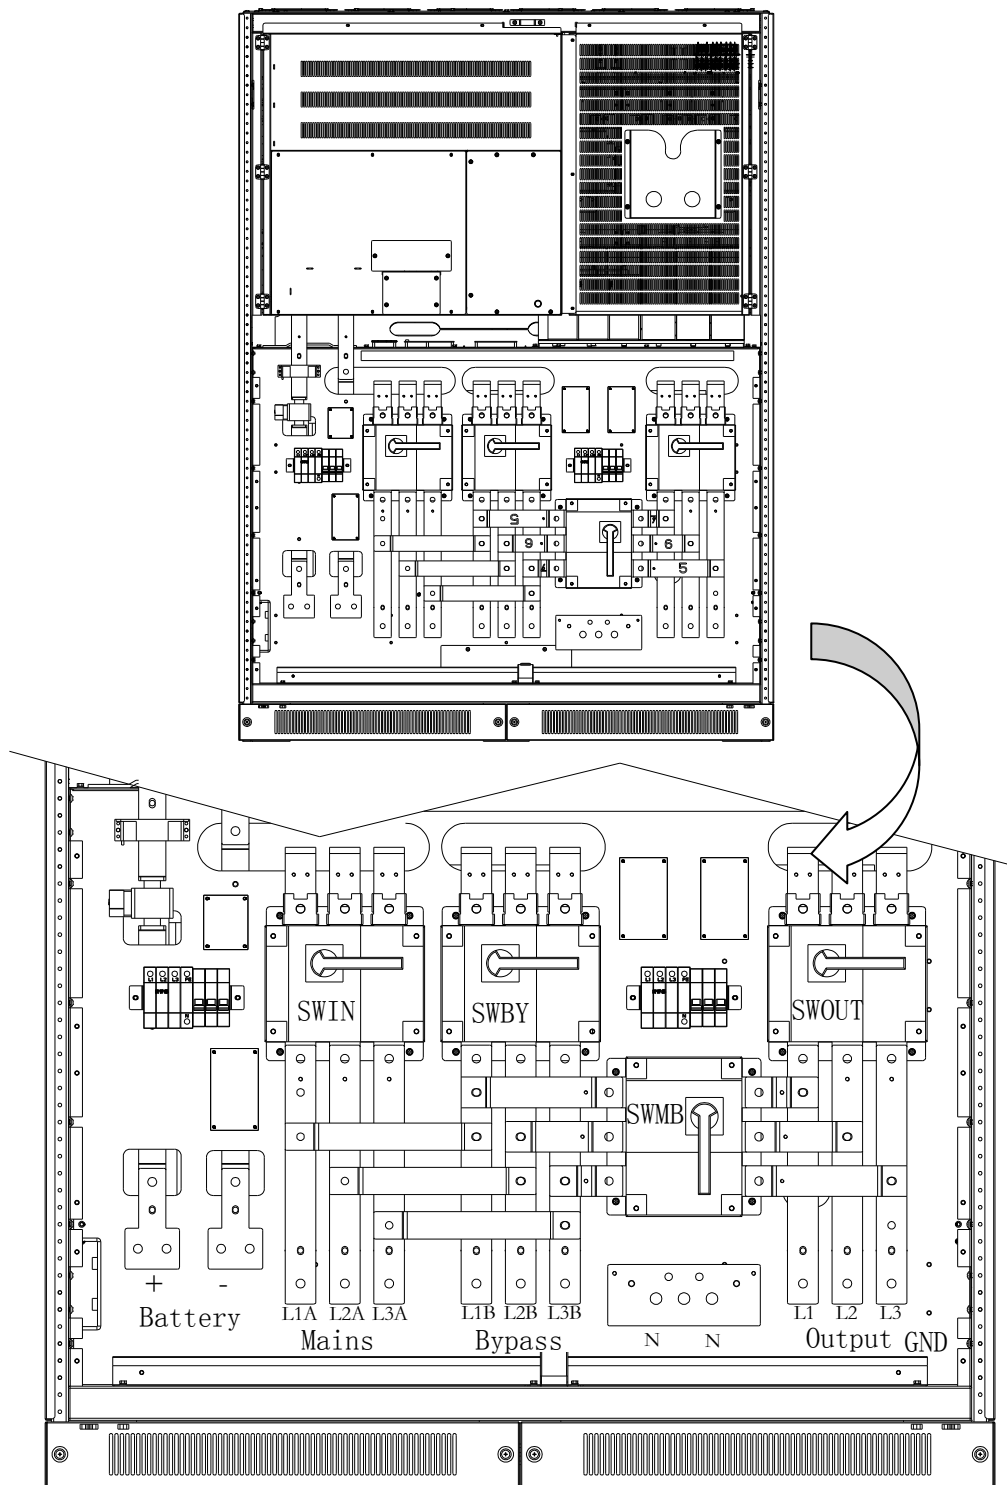 5 7
9 6
4 5
SWIN SWBY SWOUT
SWMB
+ -
Battery
L1A L2A L3A L1B L2B L3B L1 L2 L3
Mains Bypass N N Output GND